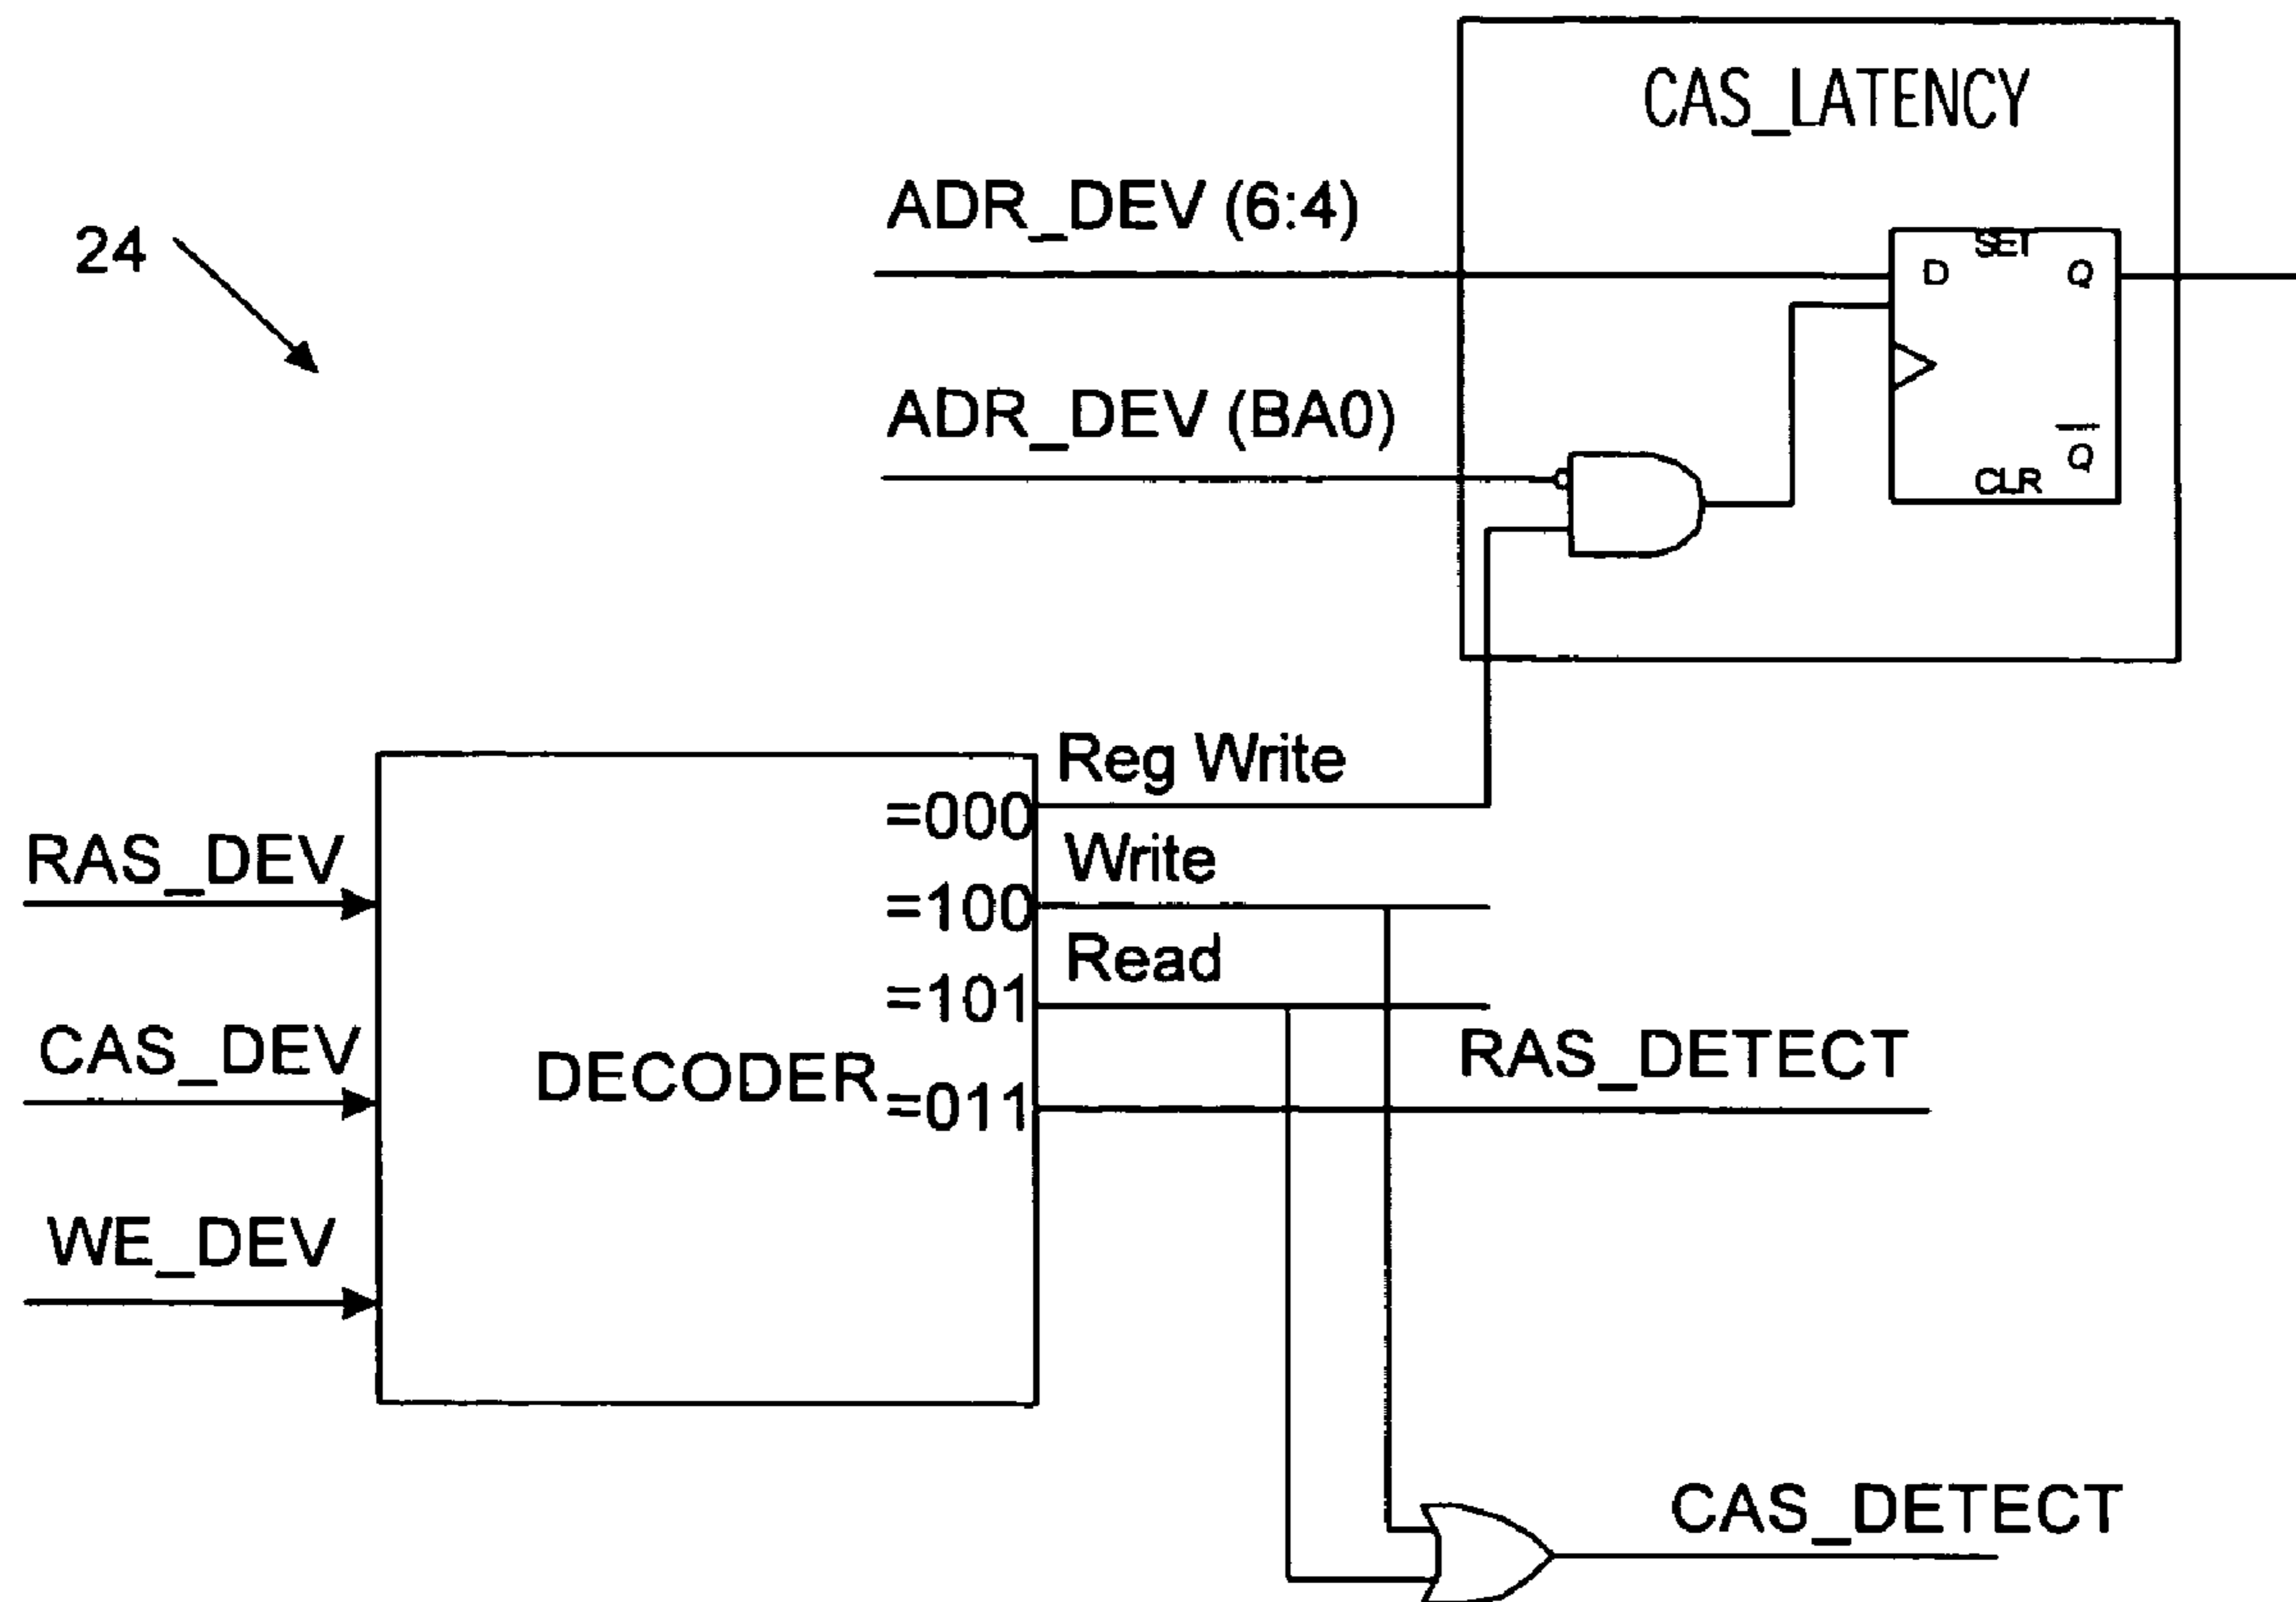 CAS_LATENCY
ADR_DEV (6:4)
24
SET
D
Q
ADR_DEV (BA0)
Q
CLR
Reg Write
=000
RAS_DEV
Write
=100
Read
=101
CAS_DEV
DECODER
RAS_DETECT
=011
WE_DEV
CAS_DETECT